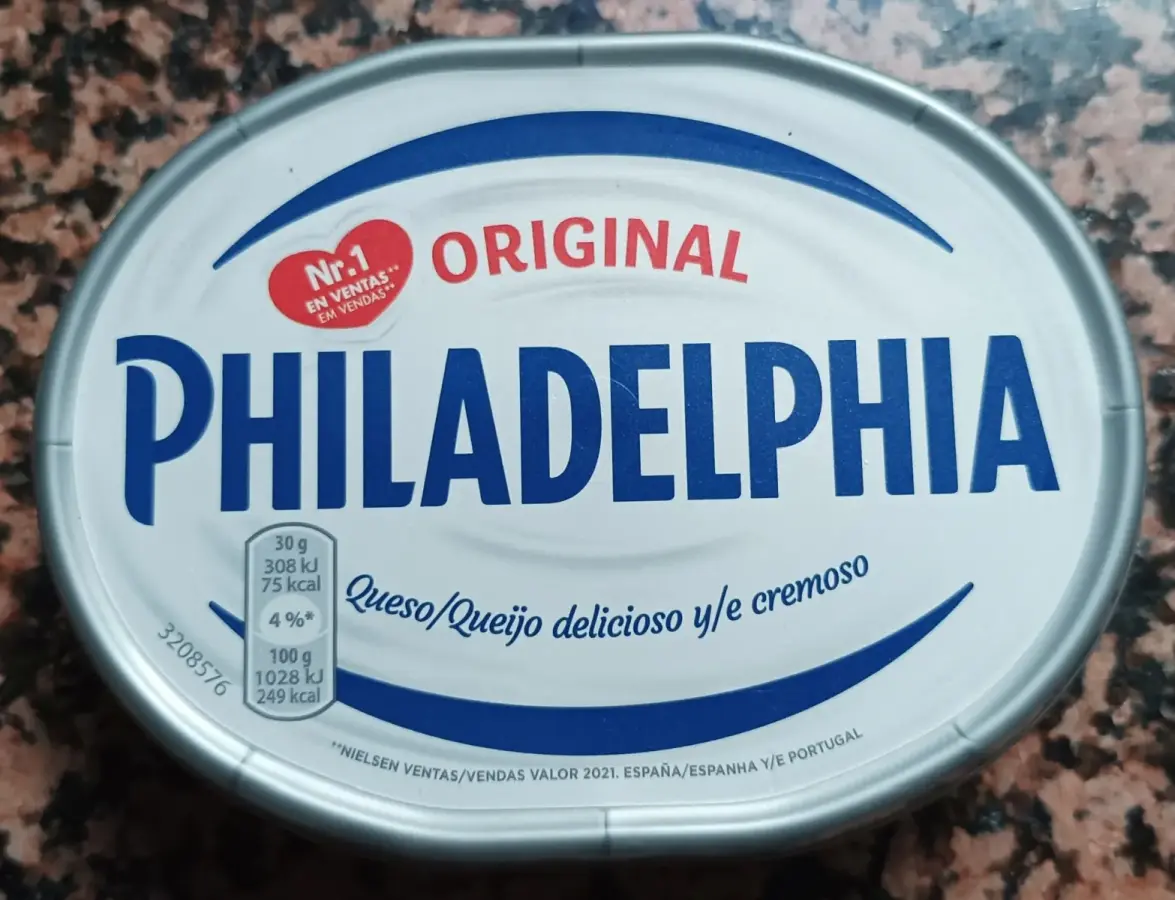 Nr.1
EN VENTAS**
EM VENDAS**
ORIGINAL
PHILADELPHIA
30 g
308 kJ
75 kcal
4 %*
100 g
1028 kJ
249 kcal
Queso/Queijo delicioso y/e cremoso
3208576
**NIELSEN VENTAS/VENDAS VALOR 2021. ESPAÑA/ESPANHA Y/E PORTUGAL